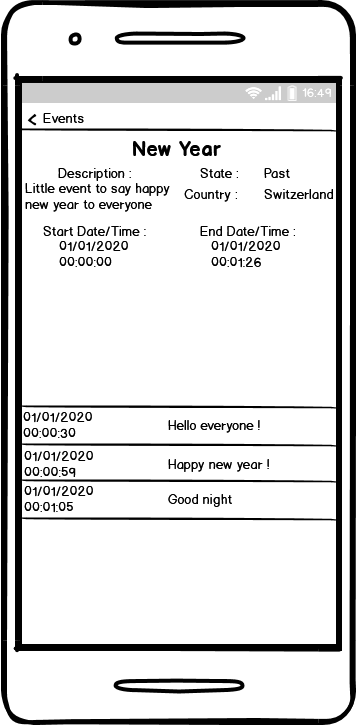 16:49
Events
New Year
Description :
Little event to say happy
new year to everyone
State : Past
Country : Switzerland
Start Date/Time :
01/01/2020
00:00:00
End Date/Time :
01/01/2020
00:01:26
01/01/2020
00:00:30
Hello everyone !
01/01/2020
00:00:59
Happy new year !
01/01/2020
00:01:05
Good night